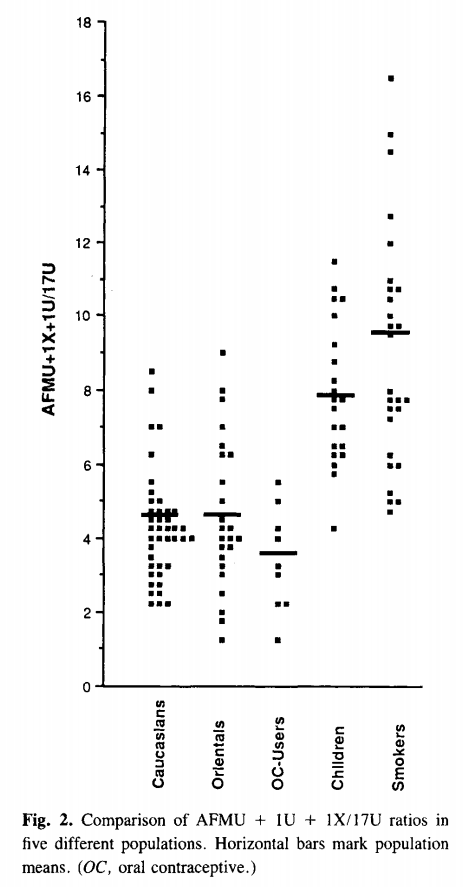 18
16
14
12
10
8
6
4
2
0
AFMU+1X+1U/17U
Caucasians
Orientals
OC-Users
Children
Smokers
Fig. 2. Comparison of AFMU + 1U + 1X/17U ratios in
five different populations. Horizontal bars mark population
means. (OC, oral contraceptive.)